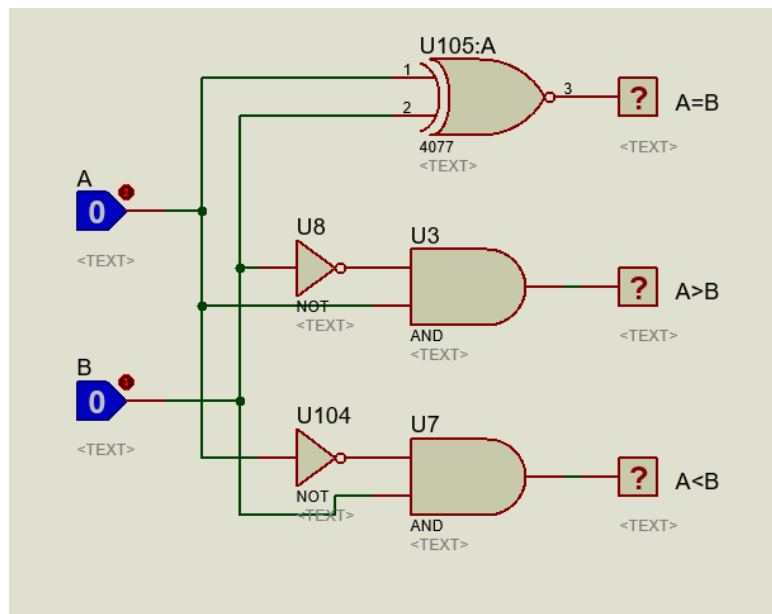 U105:A
1
2
3
?
A=B
4077
<TEXT>
<TEXT>
A
0
<TEXT>
U8
NOT
<TEXT>
U3
AND
<TEXT>
?
A>B
<TEXT>
B
0
<TEXT>
U104
NOT
<TEXT>
U7
AND
<TEXT>
?
A<B
<TEXT>